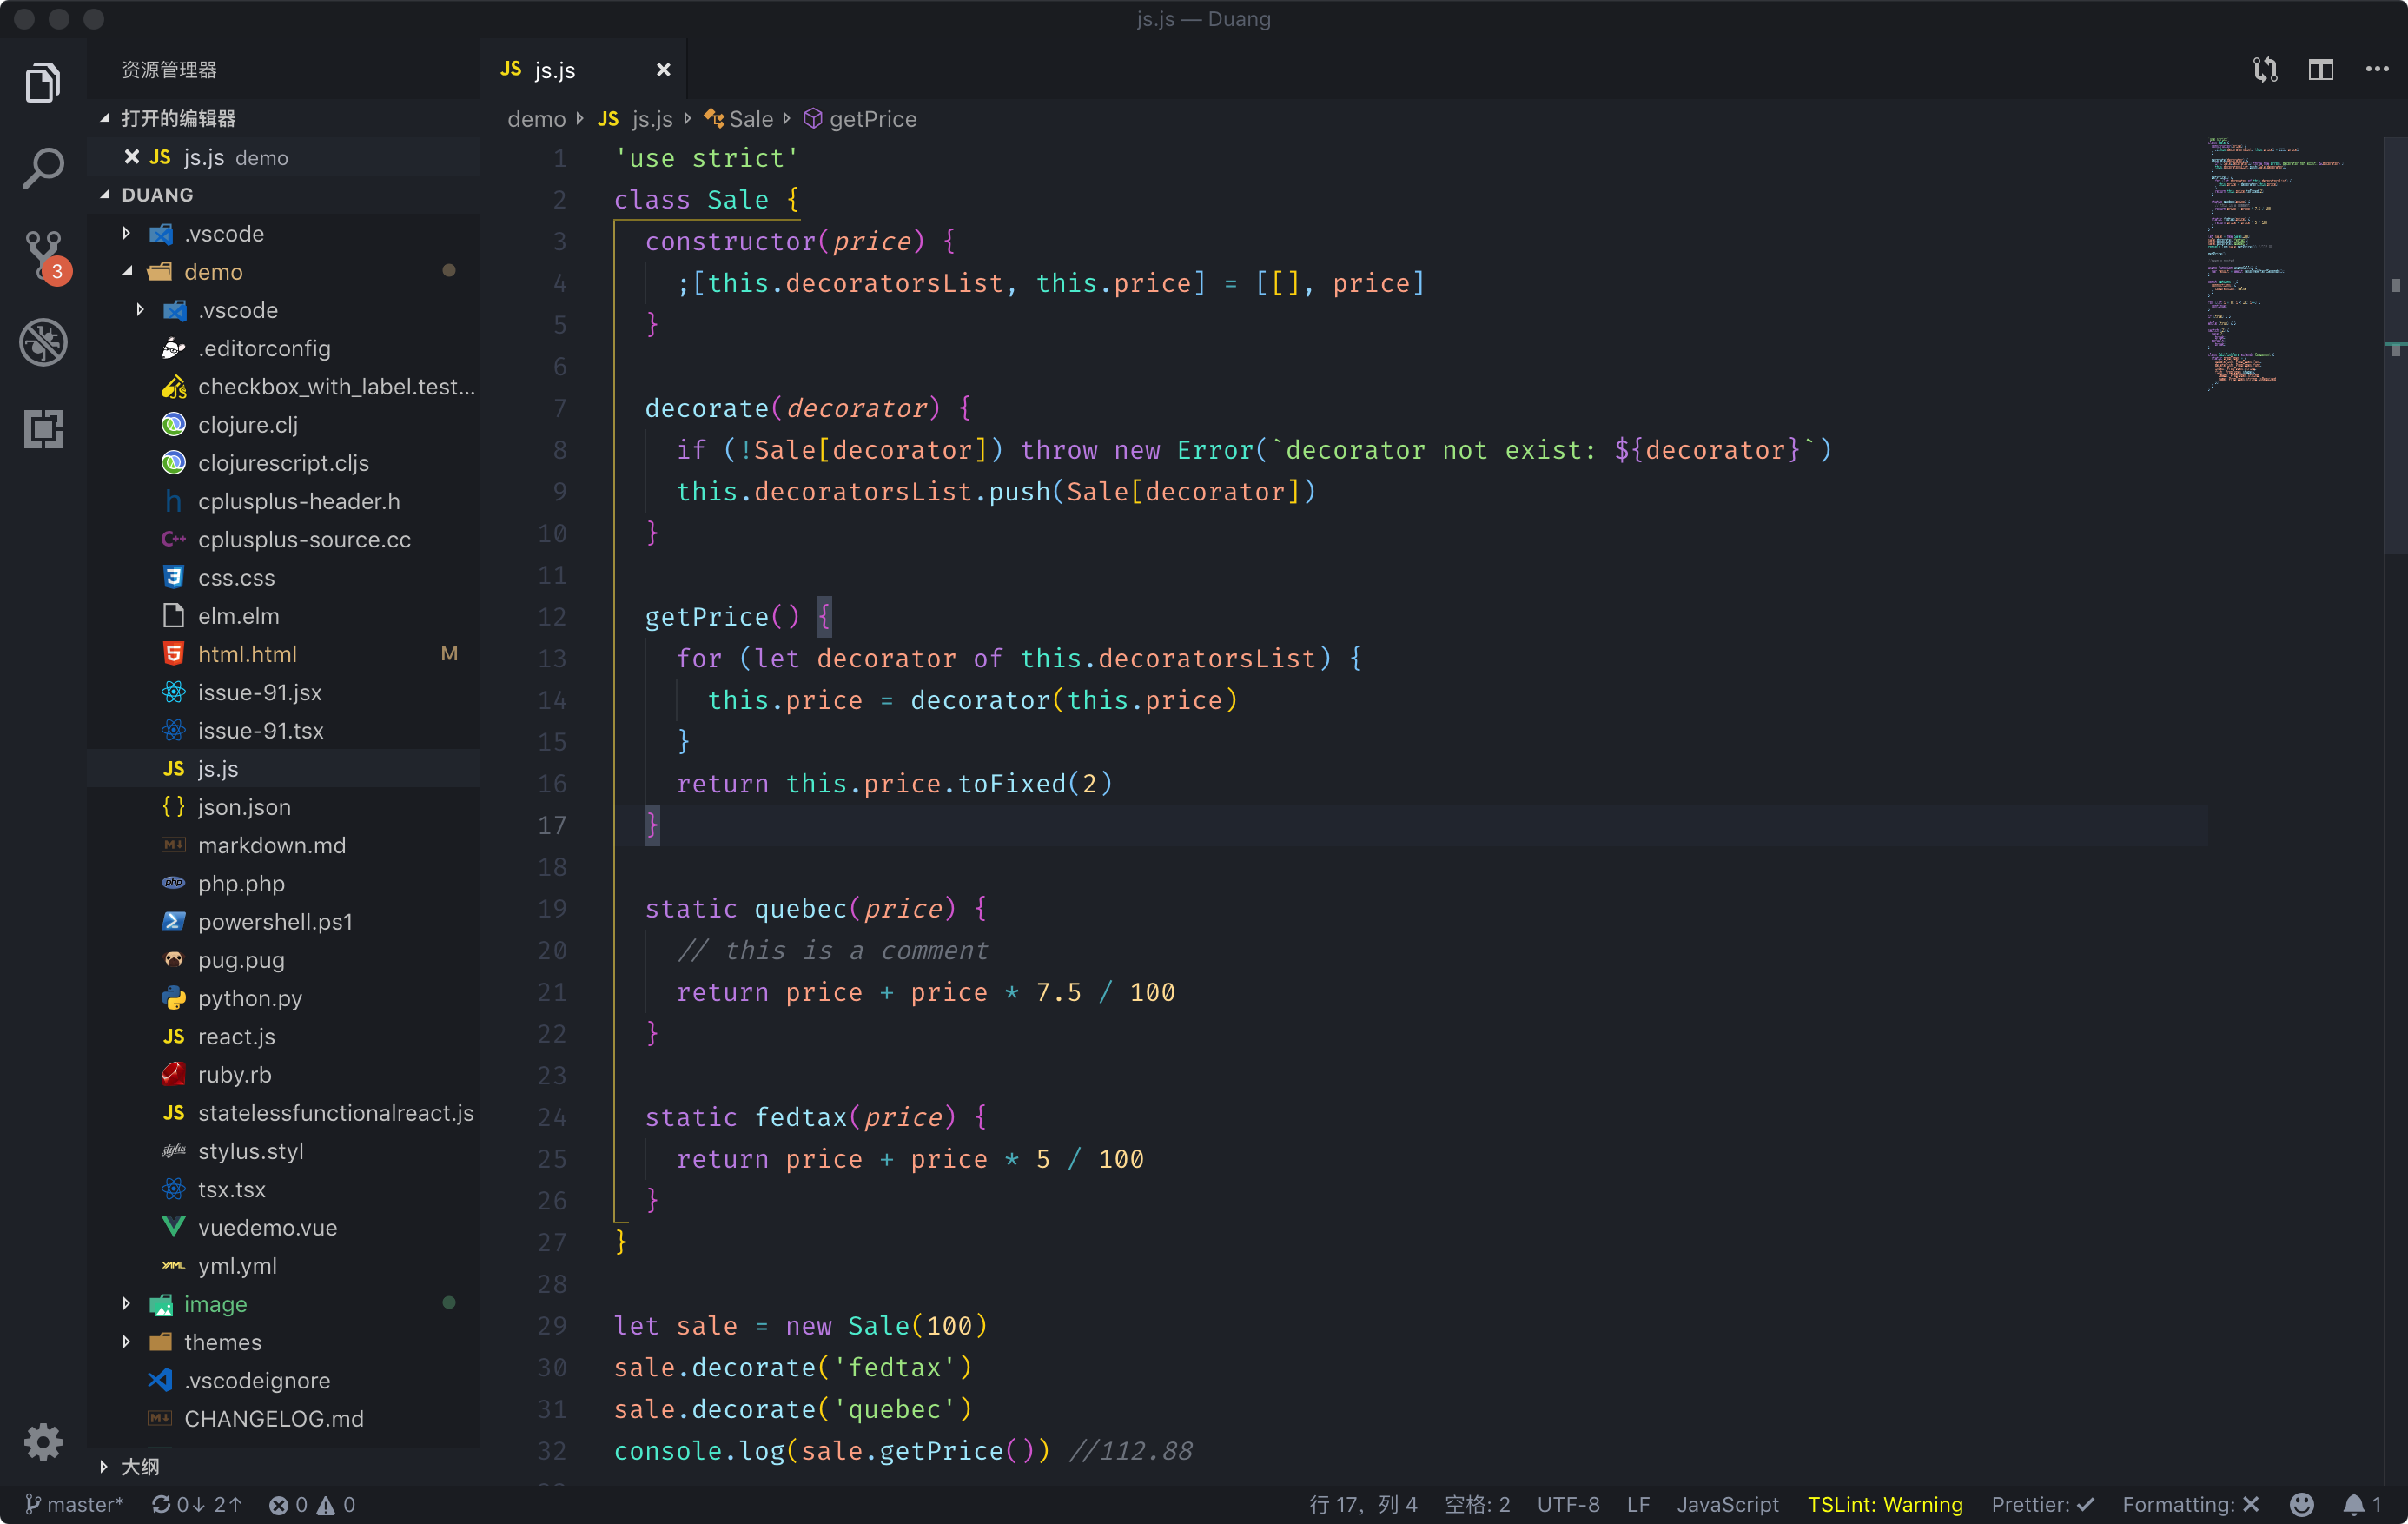 js.js — Duang
资源管理器
打开的编辑器
JS js.js demo
DUANG
.vscode
demo
.vscode
.editorconfig
checkbox_with_label.test...
clojure.clj
clojurescript.cljs
h cplusplus-header.h
C++ cplusplus-source.cc
css.css
elm.elm
html.html M
issue-91.jsx
issue-91.tsx
JS js.js
{ } json.json
M↓ markdown.md
php php.php
powershell.ps1
pug.pug
python.py
JS react.js
ruby.rb
JS statelessfunctionalreact.js
stylus stylus.styl
tsx.tsx
vuedemo.vue
YAML yml.yml
image
themes
.vscodeignore
M↓ CHANGELOG.md
大纲
3
JS js.js
demo JS js.js Sale getPrice
1 'use strict'
2 class Sale {
3 constructor(price) {
4 ;[this.decoratorsList, this.price] = [[], price]
5 }
6
7 decorate(decorator) {
8 if (!Sale[decorator]) throw new Error(`decorator not exist: ${decorator}`)
9 this.decoratorsList.push(Sale[decorator])
10 }
11
12 getPrice() {
13 for (let decorator of this.decoratorsList) {
14 this.price = decorator(this.price)
15 }
16 return this.price.toFixed(2)
17 }
18
19 static quebec(price) {
20 // this is a comment
21 return price + price * 7.5 / 100
22 }
23
24 static fedtax(price) {
25 return price + price * 5 / 100
26 }
27 }
28
29 let sale = new Sale(100)
30 sale.decorate('fedtax')
31 sale.decorate('quebec')
32 console.log(sale.getPrice()) //112.88
master* 0↓ 2↑ 0 0 行 17，列 4 空格: 2 UTF-8 LF JavaScript TSLint: Warning Prettier: ✓ Formatting: ✕ 1